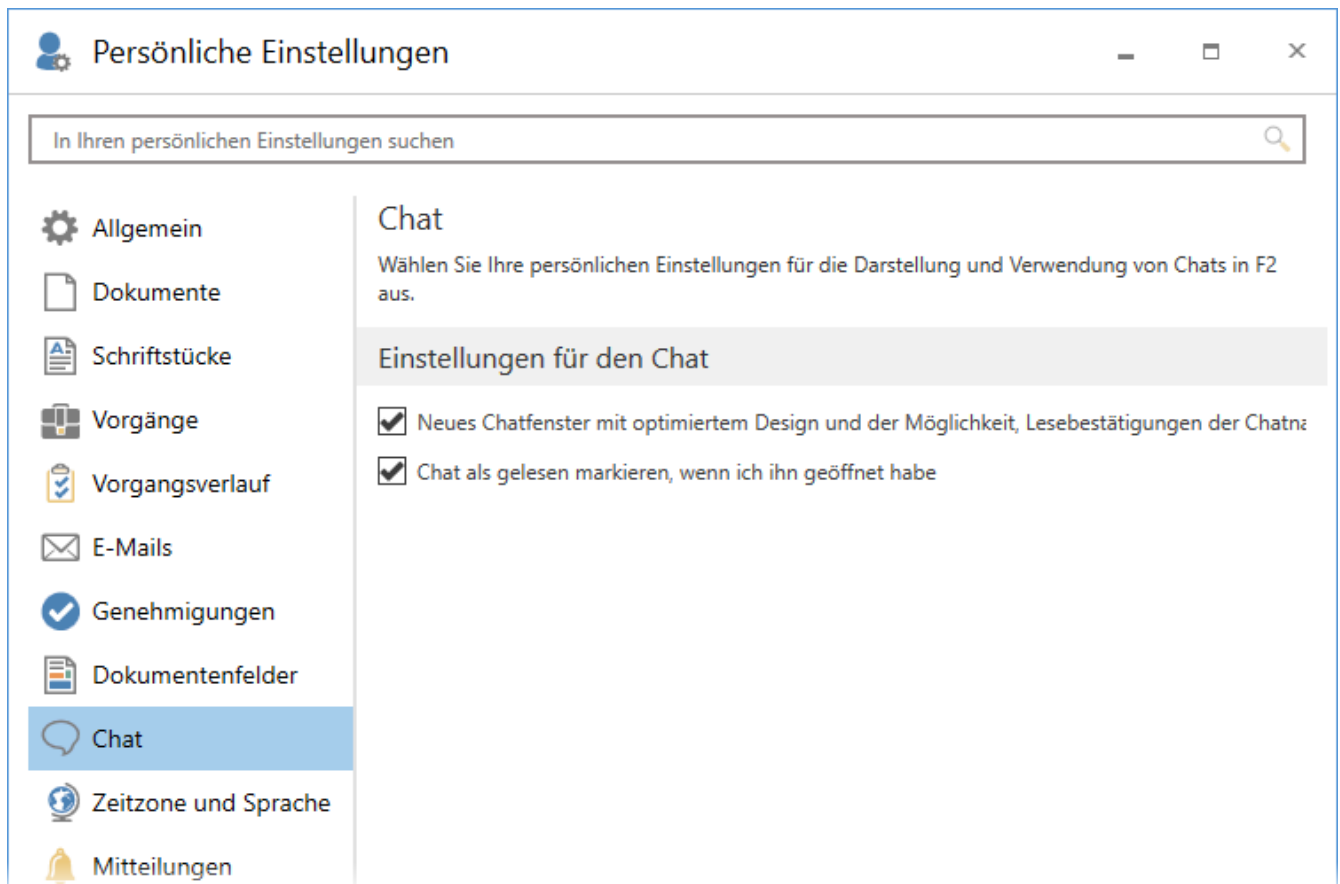 Persönliche Einstellungen
In Ihren persönlichen Einstellungen suchen
Allgemein
Dokumente
Schriftstücke
Vorgänge
Vorgangsverlauf
E-Mails
Genehmigungen
Dokumentenfelder
Chat
Zeitzone und Sprache
Mitteilungen
Chat
Wählen Sie Ihre persönlichen Einstellungen für die Darstellung und Verwendung von Chats in F2
aus.
Einstellungen für den Chat
Neues Chatfenster mit optimiertem Design und der Möglichkeit, Lesebestätigungen der Chatna
Chat als gelesen markieren, wenn ich ihn geöffnet habe